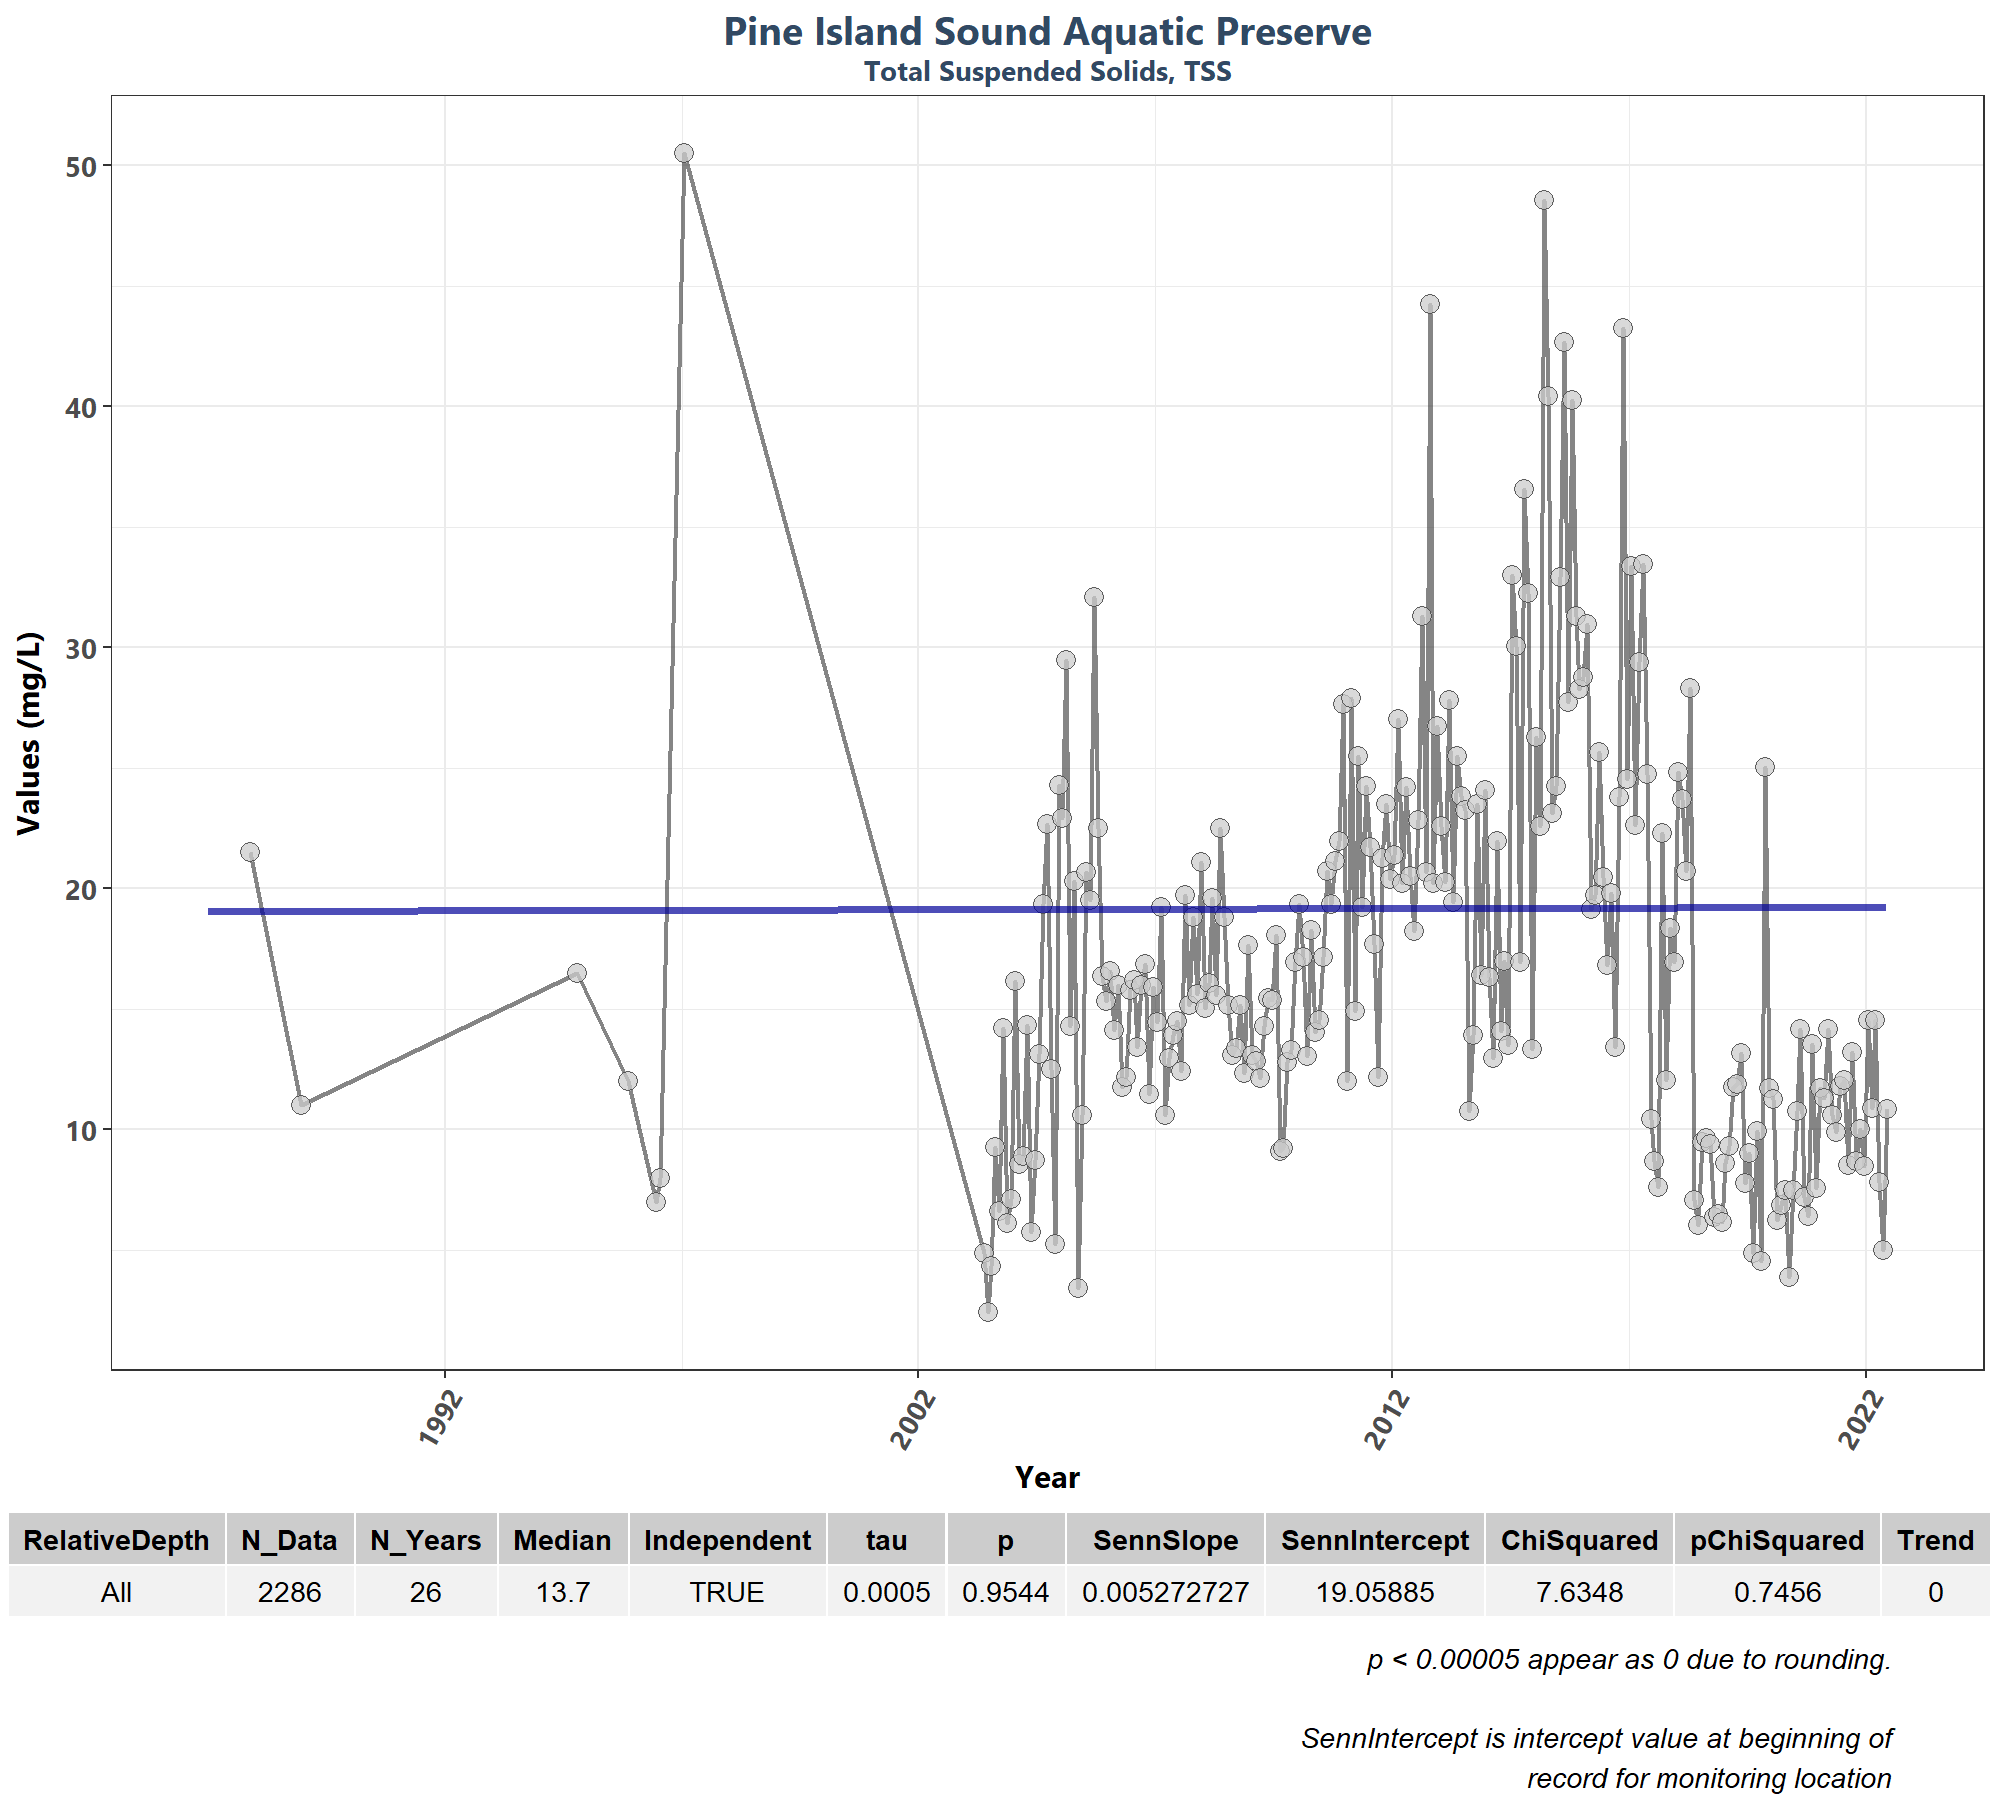 Pine Island Sound Aquatic Preserve
Total Suspended Solids, TSS
Values (mg/L)
50
40
30
20
10
1992
2002
2012
2022
Year
RelativeDepth N_Data N_Years Median Independent tau p SennSlope SennIntercept ChiSquared pChiSquared Trend
All 2286 26 13.7 TRUE 0.0005 0.9544 0.005272727 19.05885 7.6348 0.7456 0
p < 0.00005 appear as 0 due to rounding.
SennIntercept is intercept value at beginning of
record for monitoring location